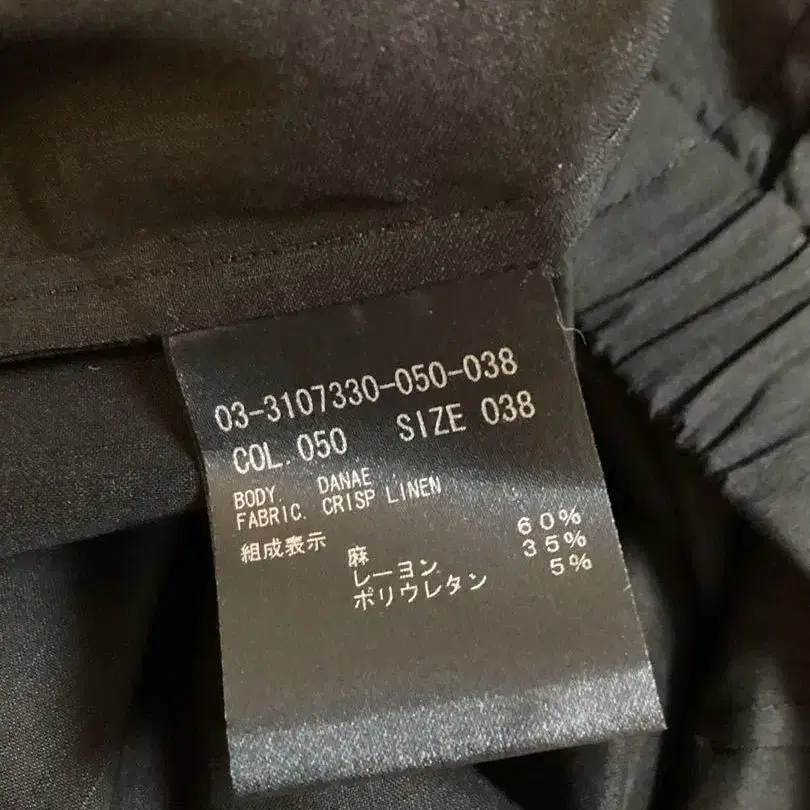 03-3107330-050-038
COL.050 SIZE 038
BODY. DANAE
FABRIC. CRISP LINEN
組成表示
麻 60%
レーヨン 35%
ポリウレタン 5%